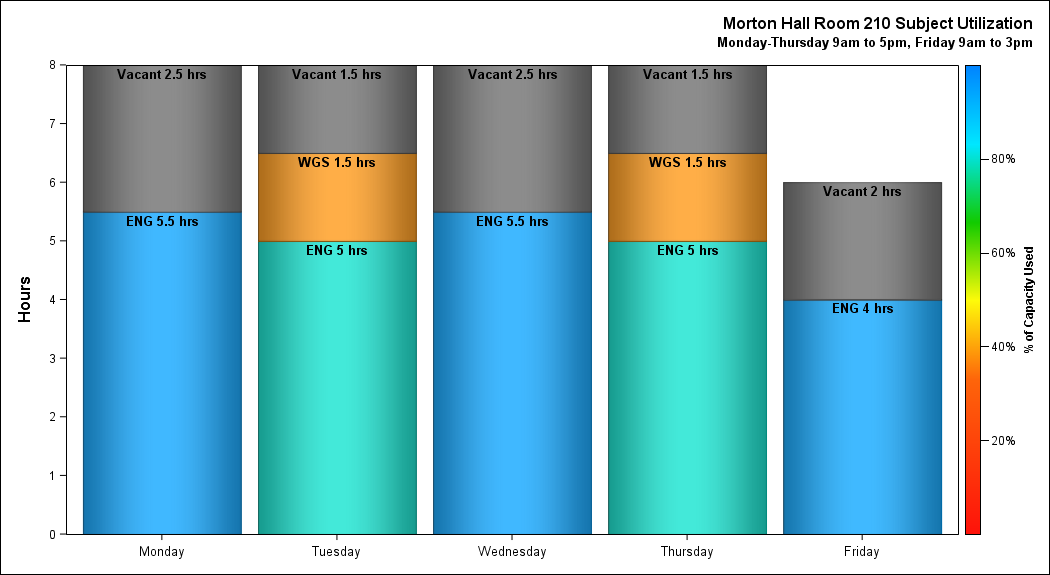 Morton Hall Room 210 Subject Utilization
Monday-Thursday 9am to 5pm, Friday 9am to 3pm
Hours
8
7
6
5
4
3
2
1
0
Vacant 2.5 hrs
ENG 5.5 hrs
Vacant 1.5 hrs
WGS 1.5 hrs
ENG 5 hrs
Vacant 2.5 hrs
ENG 5.5 hrs
Vacant 1.5 hrs
WGS 1.5 hrs
ENG 5 hrs
Vacant 2 hrs
ENG 4 hrs
Monday
Tuesday
Wednesday
Thursday
Friday
80%
60%
40%
20%
% of Capacity Used